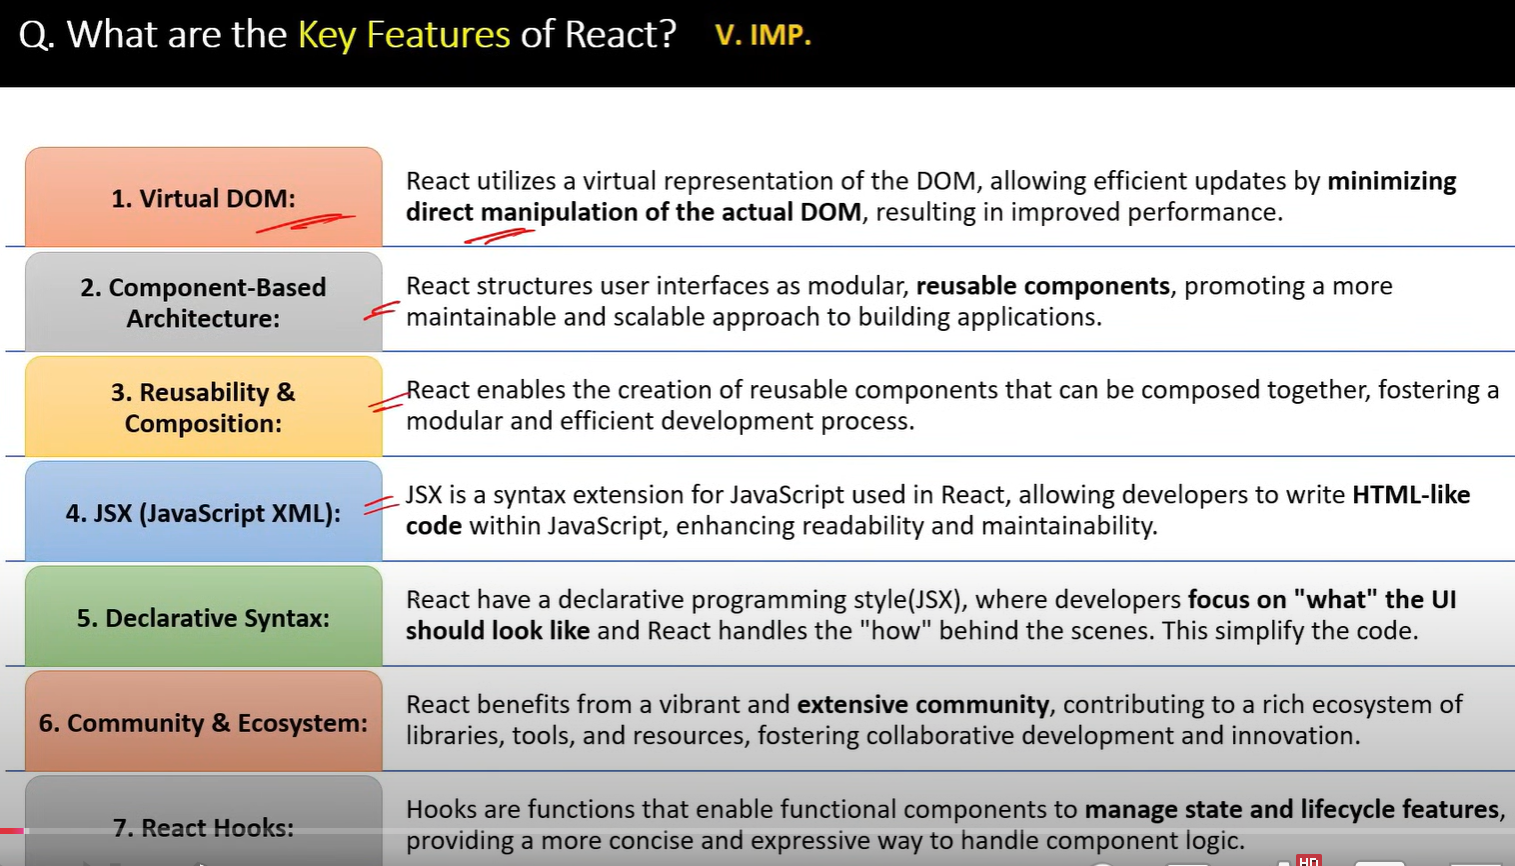 Q. What are the Key Features of React? V. IMP.
1. Virtual DOM:
React utilizes a virtual representation of the DOM, allowing efficient updates by minimizing
direct manipulation of the actual DOM, resulting in improved performance.
2. Component-Based
Architecture:
React structures user interfaces as modular, reusable components, promoting a more
maintainable and scalable approach to building applications.
3. Reusability &
Composition:
React enables the creation of reusable components that can be composed together, fostering a
modular and efficient development process.
4. JSX (JavaScript XML):
JSX is a syntax extension for JavaScript used in React, allowing developers to write HTML-like
code within JavaScript, enhancing readability and maintainability.
5. Declarative Syntax:
React have a declarative programming style(JSX), where developers focus on "what" the UI
should look like and React handles the "how" behind the scenes. This simplify the code.
6. Community & Ecosystem:
React benefits from a vibrant and extensive community, contributing to a rich ecosystem of
libraries, tools, and resources, fostering collaborative development and innovation.
7. React Hooks:
Hooks are functions that enable functional components to manage state and lifecycle features,
providing a more concise and expressive way to handle component logic.
HD